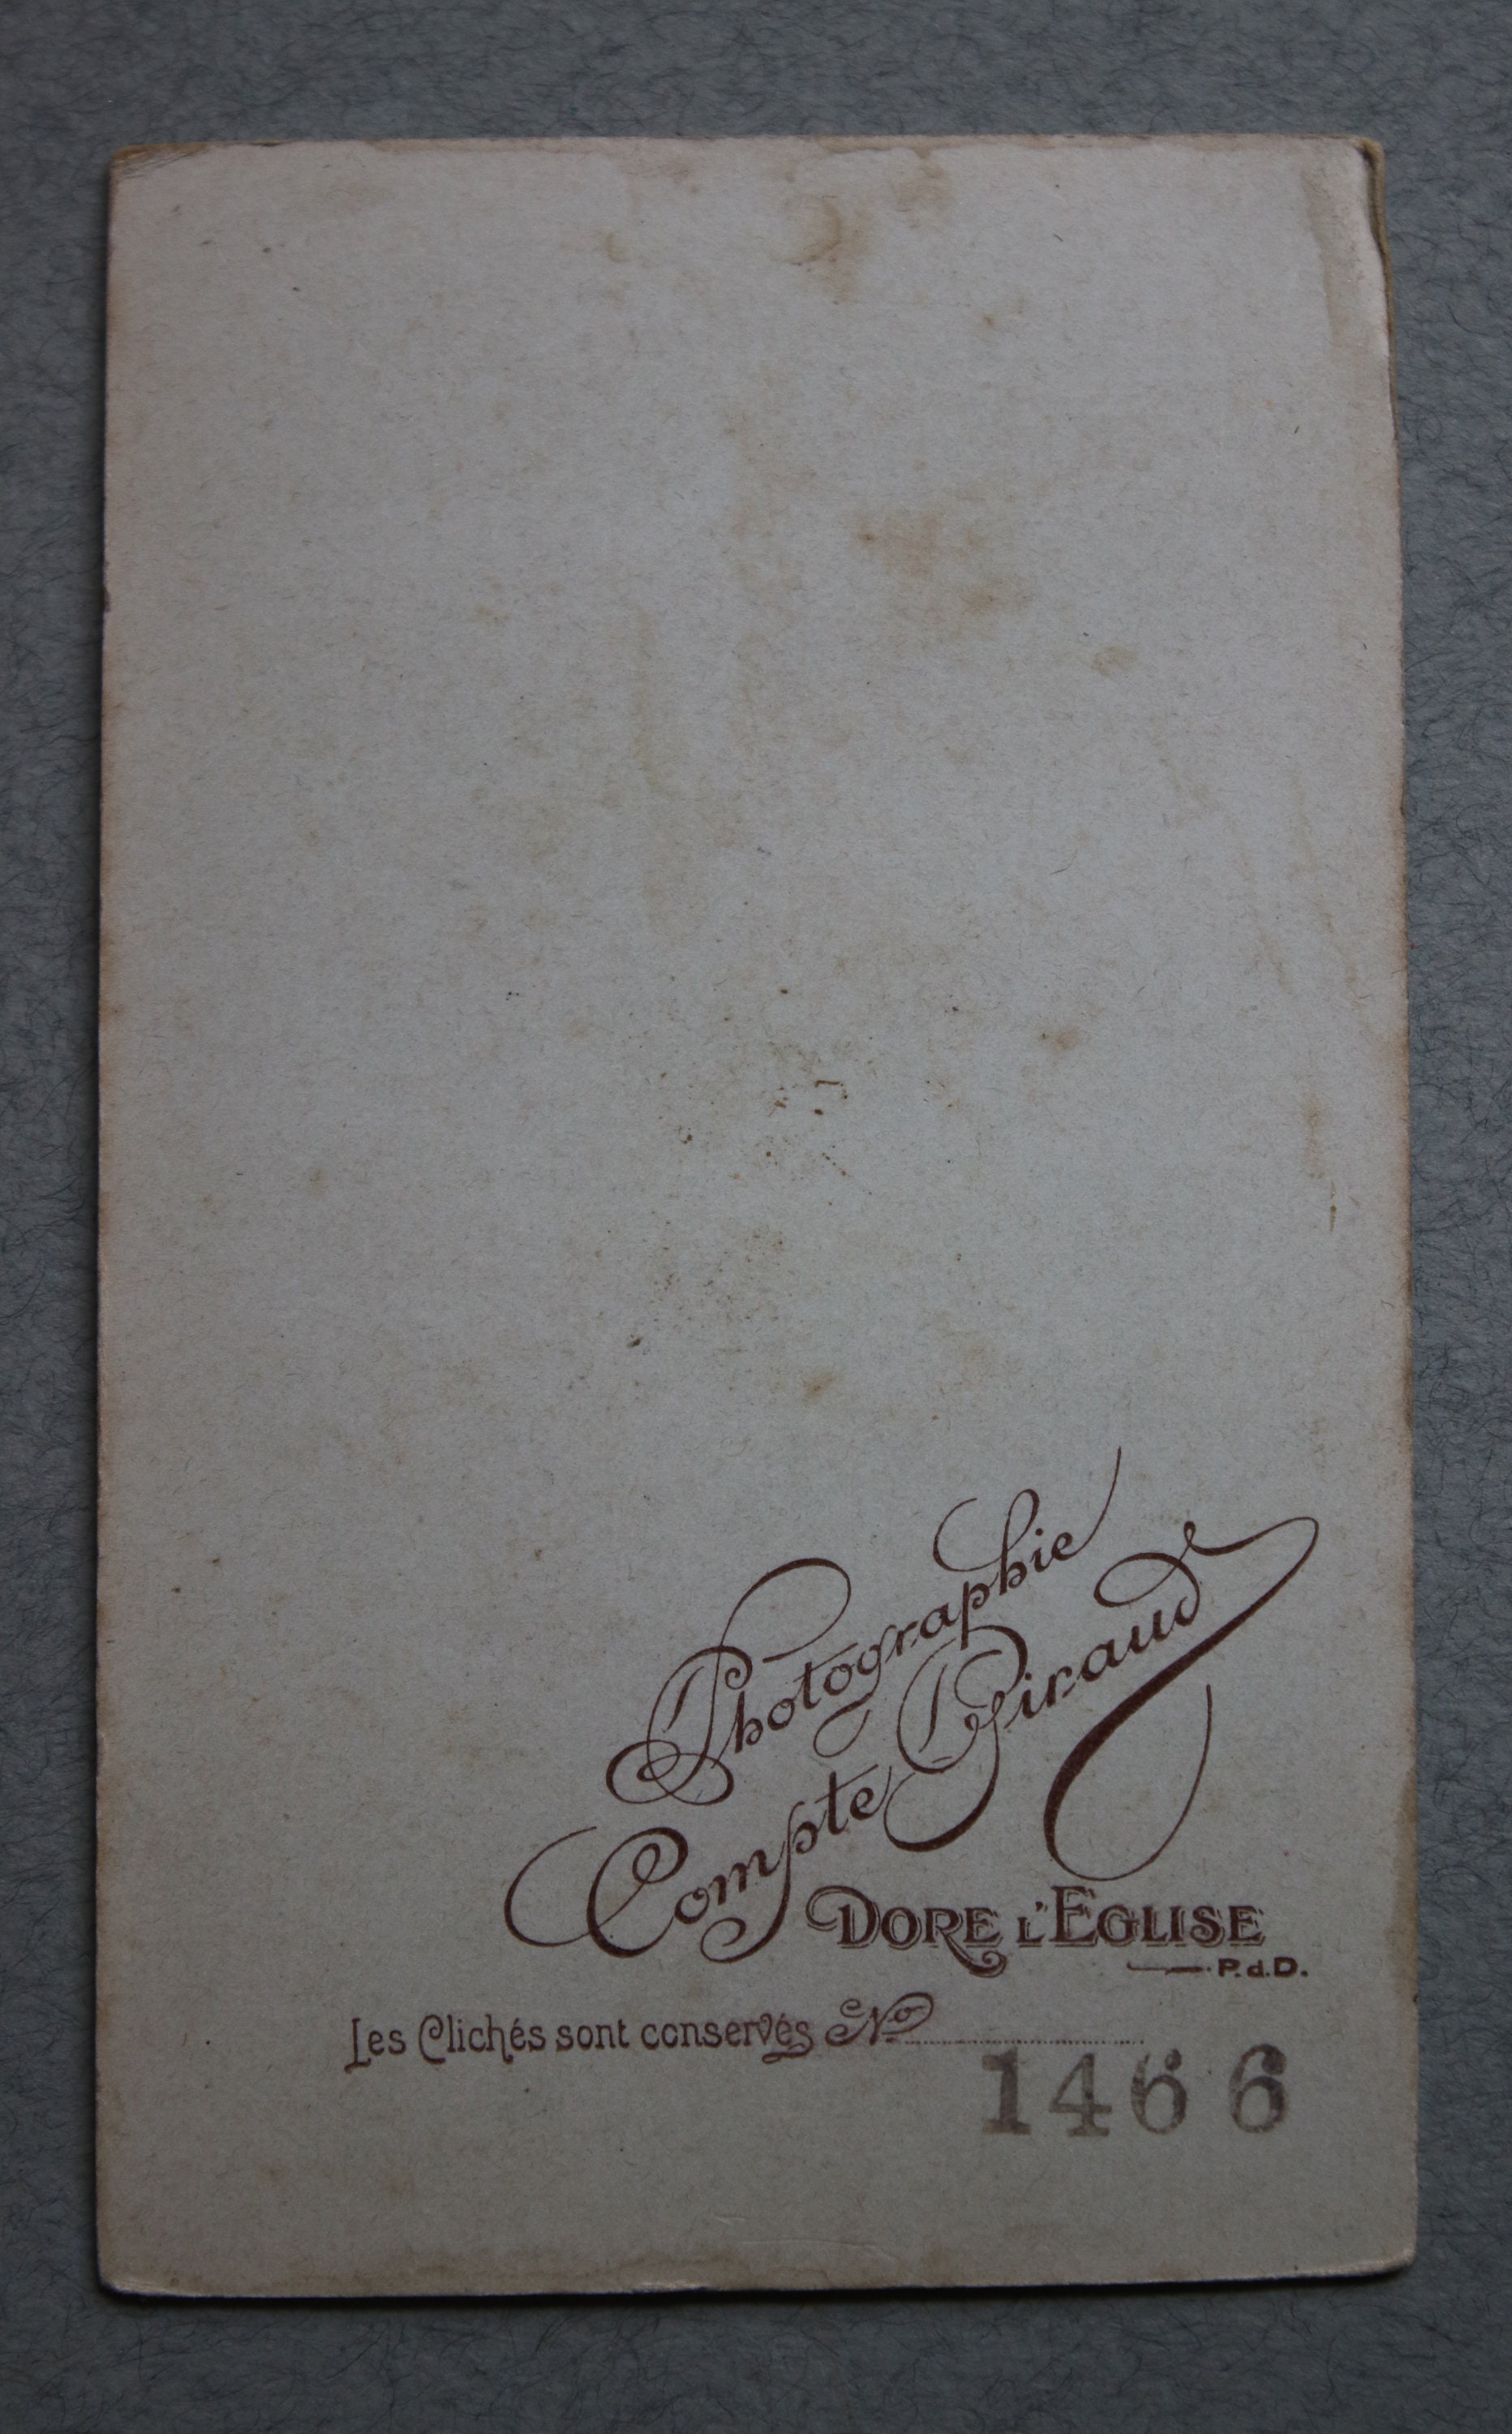 Photographie
Compte Giraud
DORE L'EGLISE
P.d.D.
Les Clichés sont conservés No
1466